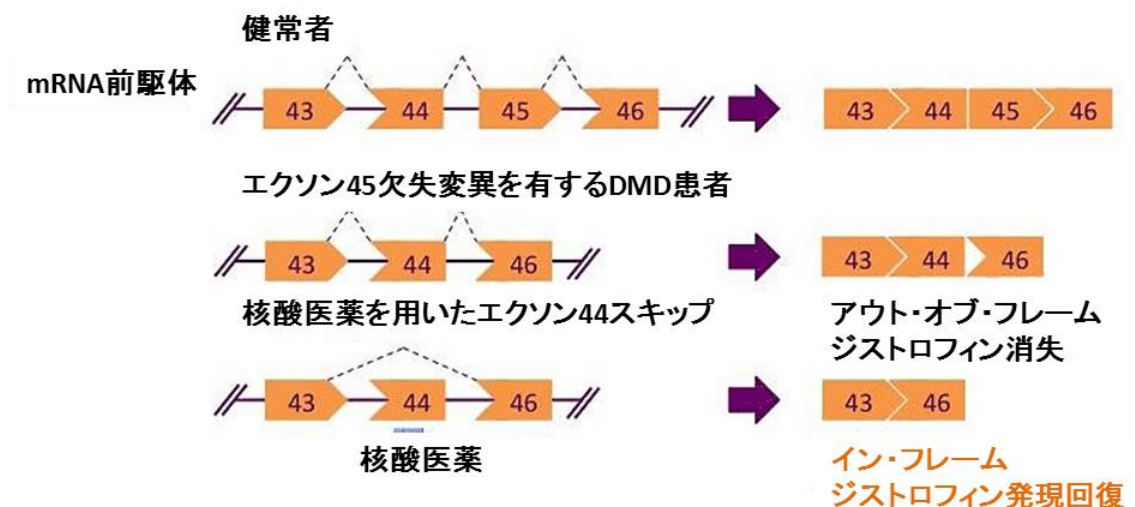 健常者
mRNA前駆体
43 44 45 46
43 44 45 46
エクソン45欠失変異を有するDMD患者
43 44 46
43 44 46
核酸医薬を用いたエクソン44スキップ
アウト・オブ・フレーム
ジストロフィン消失
43 44 46
43 46
核酸医薬
イン・フレーム
ジストロフィン発現回復